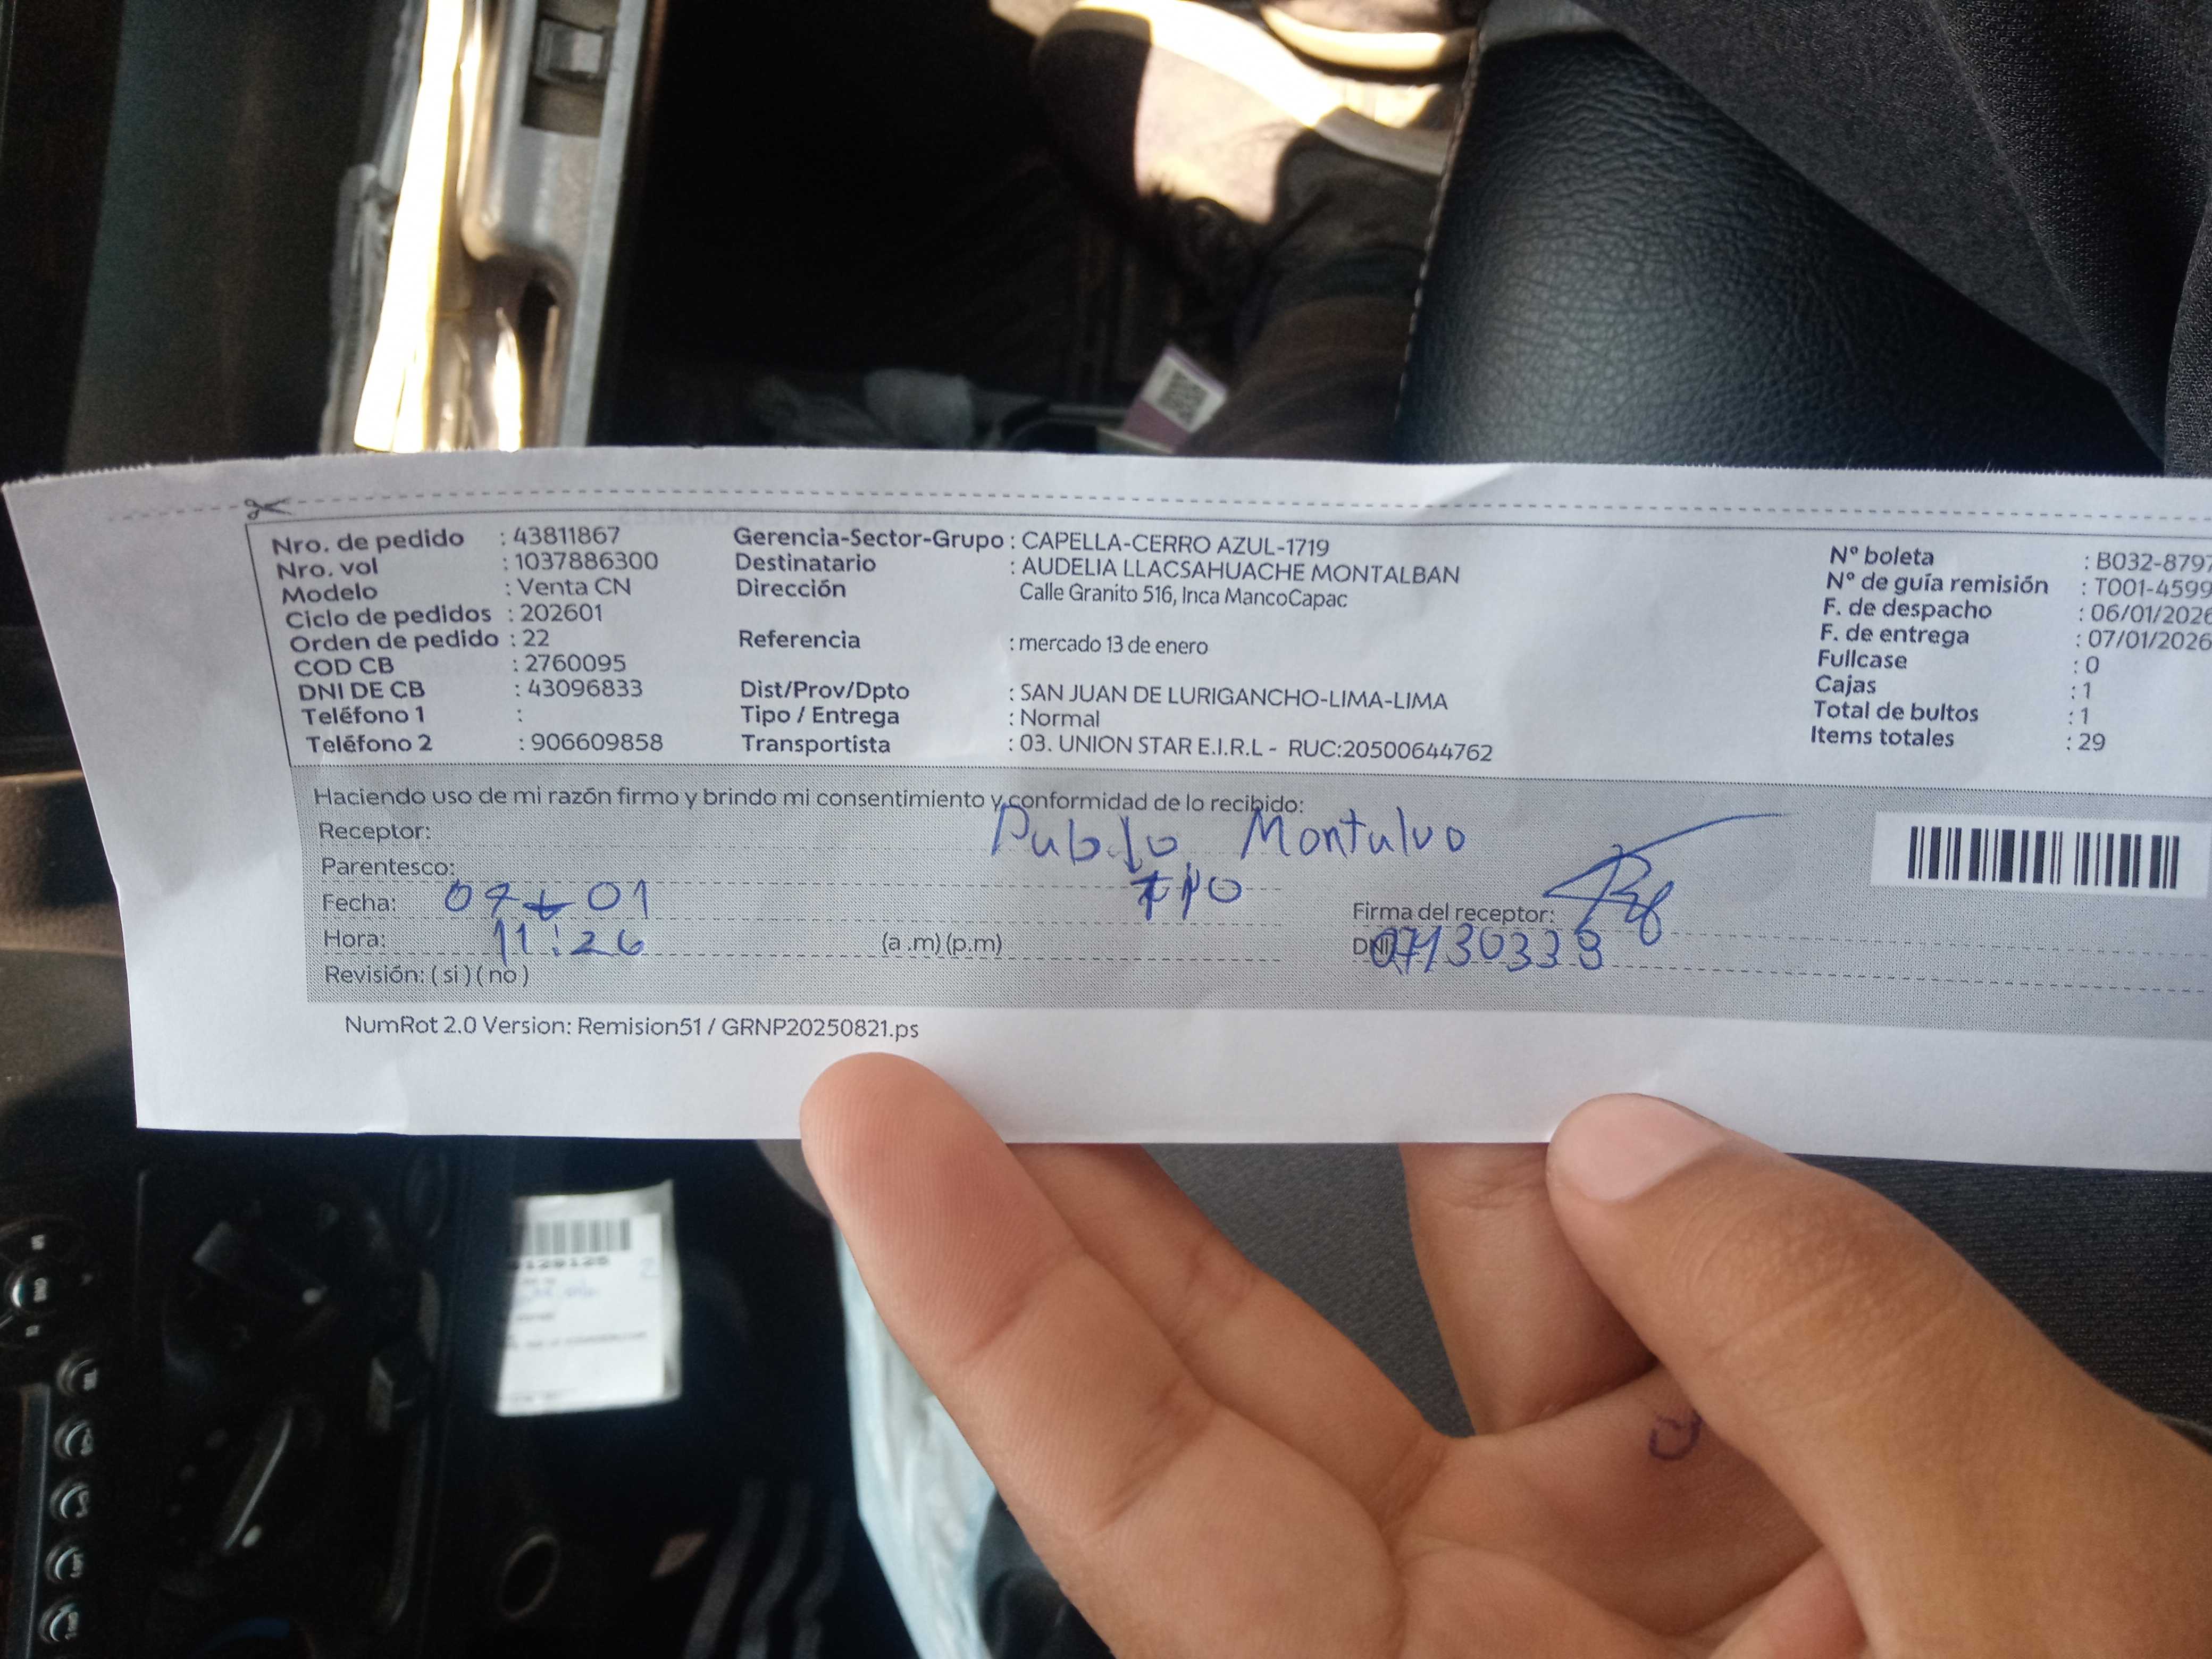 Nro. de pedido : 43811867
Nro. vol : 1037886300
Modelo : Venta CN
Ciclo de pedidos : 202601
Orden de pedido : 22
COD CB : 2760095
DNI DE CB : 43096833
Teléfono 1 :
Teléfono 2 : 906609858
Gerencia-Sector-Grupo : CAPELLA-CERRO AZUL-1719
Destinatario : AUDELIA LLACSAHUACHE MONTALBAN
Dirección Calle Granito 516, Inca MancoCapac
Referencia : mercado 13 de enero
Dist/Prov/Dpto : SAN JUAN DE LURIGANCHO-LIMA-LIMA
Tipo / Entrega : Normal
Transportista : 03. UNION STAR E.I.R.L - RUC:20500644762
N° boleta : B032-8797
N° de guía remisión : T001-4599
F. de despacho : 06/01/2026
F. de entrega : 07/01/2026
Fullcase : 0
Cajas : 1
Total de bultos : 1
Items totales : 29
Haciendo uso de mi razón firmo y brindo mi consentimiento y conformidad de lo recibido:
Receptor: Pablo Montalvo
Parentesco:
Fecha: 07 01
Hora: 11:26 (a .m) (p.m)
Revisión: ( si ) ( no )
Firma del receptor:
DNI 07130338
NumRot 2.0 Version: Remision51 / GRNP20250821.ps